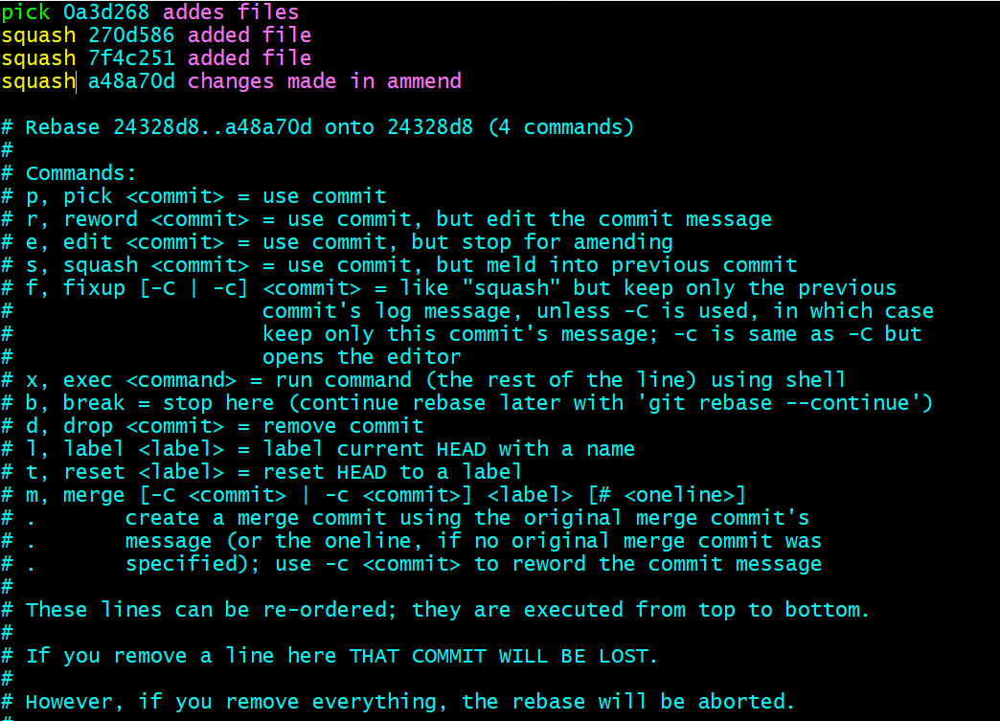 pick 0a3d268 addes files
squash 270d586 added file
squash 7f4c251 added file
squash a48a70d changes made in ammend

# Rebase 24328d8..a48a70d onto 24328d8 (4 commands)
#
# Commands:
# p, pick <commit> = use commit
# r, reword <commit> = use commit, but edit the commit message
# e, edit <commit> = use commit, but stop for amending
# s, squash <commit> = use commit, but meld into previous commit
# f, fixup [-C | -c] <commit> = like "squash" but keep only the previous
#                    commit's log message, unless -C is used, in which case
#                    keep only this commit's message; -c is same as -C but
#                    opens the editor
# x, exec <command> = run command (the rest of the line) using shell
# b, break = stop here (continue rebase later with 'git rebase --continue')
# d, drop <commit> = remove commit
# l, label <label> = label current HEAD with a name
# t, reset <label> = reset HEAD to a label
# m, merge [-C <commit> | -c <commit>] <label> [# <oneline>]
# .       create a merge commit using the original merge commit's
# .       message (or the oneline, if no original merge commit was
# .       specified); use -c <commit> to reword the commit message
#
# These lines can be re-ordered; they are executed from top to bottom.
#
# If you remove a line here THAT COMMIT WILL BE LOST.
#
# However, if you remove everything, the rebase will be aborted.
#